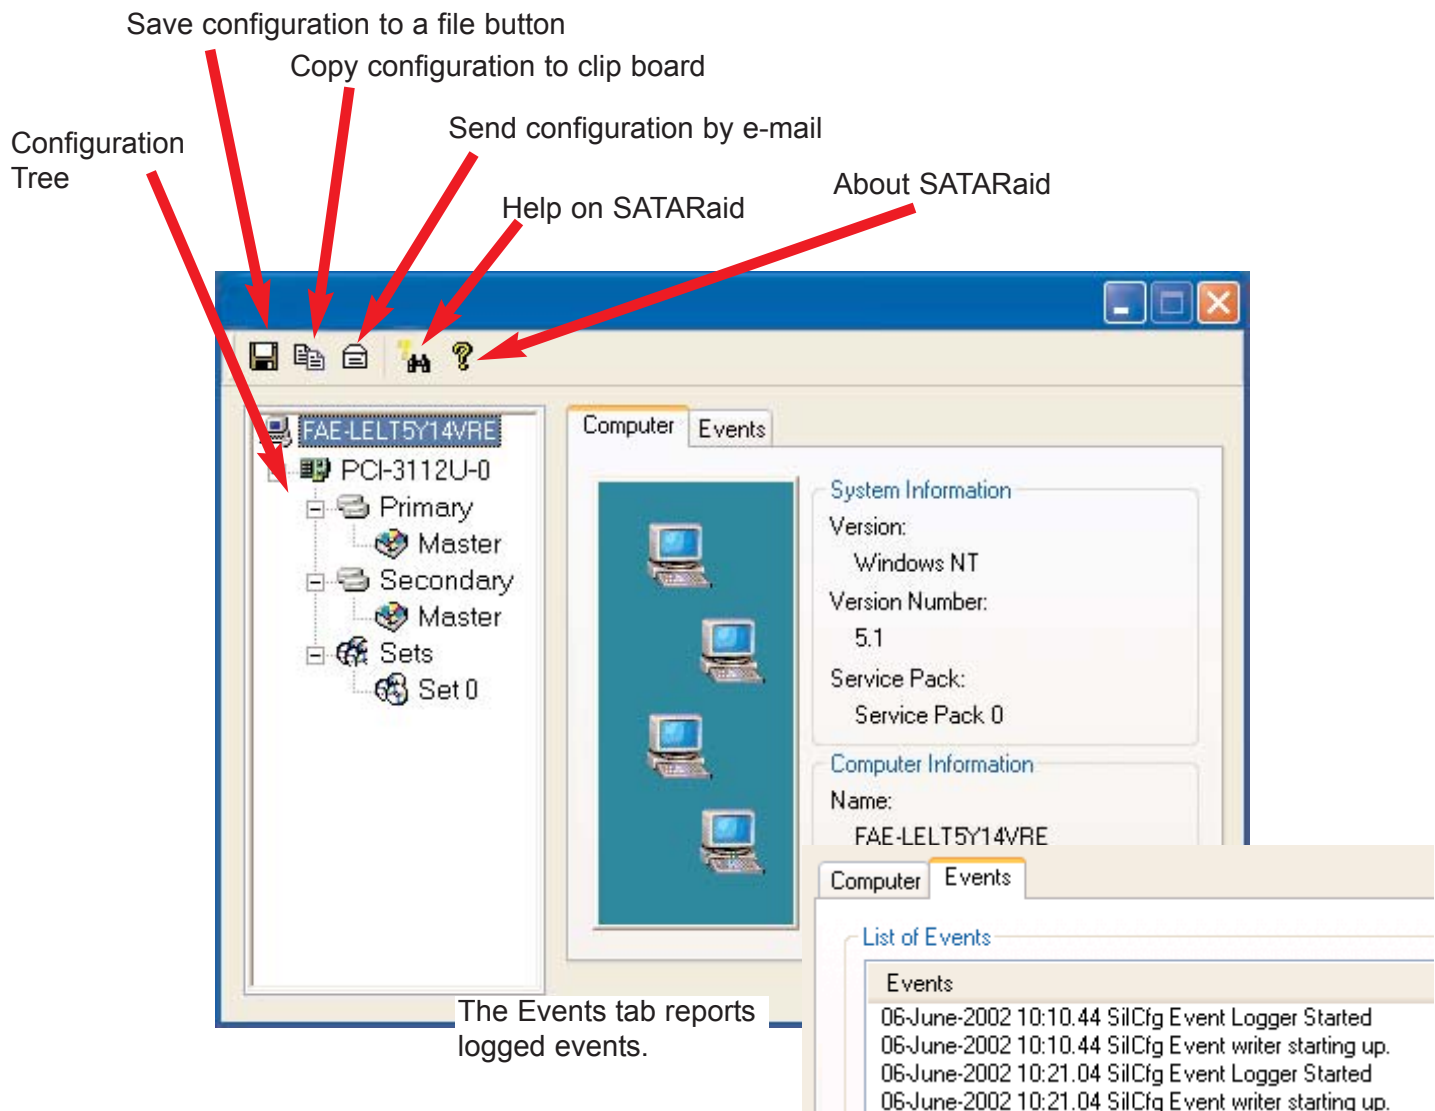 Save configuration to a file button
Copy configuration to clip board
Send configuration by e-mail
Configuration
Tree
About SATARaid
Help on SATARaid
FAE-LELT5Y14VRE
PCI-3112U-0
Primary
Master
Secondary
Master
Sets
Set 0
Computer
Events
System Information
Version:
Windows NT
Version Number:
5.1
Service Pack:
Service Pack 0
Computer Information
Name:
FAE-LELT5Y14VRE
The Events tab reports
logged events.
Computer
Events
List of Events
Events
06-June-2002 10:10.44 SilCfg Event Logger Started
06-June-2002 10:10.44 SilCfg Event writer starting up.
06-June-2002 10:21.04 SilCfg Event Logger Started
06-June-2002 10:21.04 SilCfg Event writer starting up.